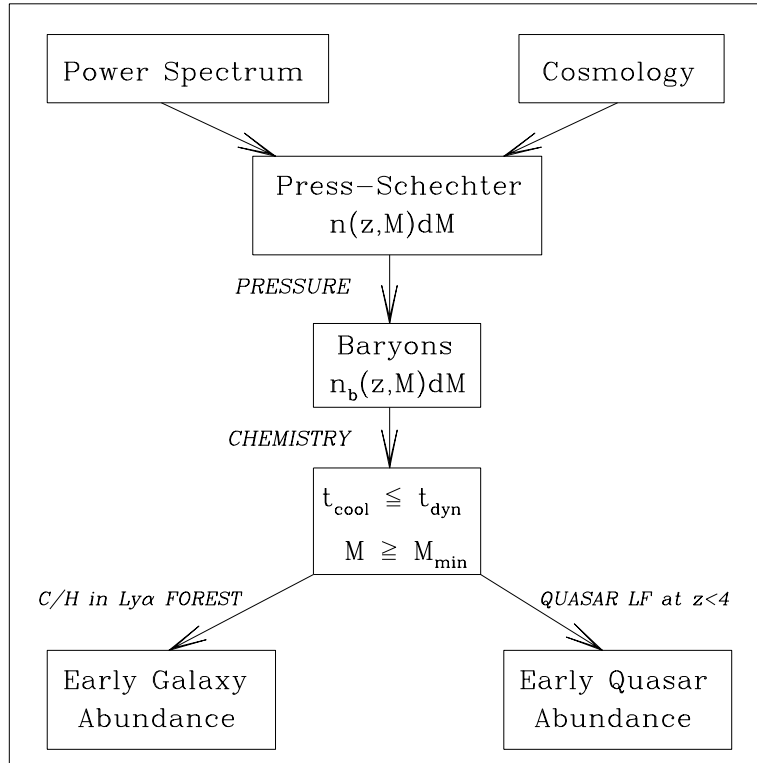 Power Spectrum
Cosmology
Press–Schechter
n(z,M)dM
PRESSURE
Baryons
n_b(z,M)dM
CHEMISTRY
t_cool ≦ t_dyn
M ≧ M_min
C/H in Lyα FOREST
QUASAR LF at z<4
Early Galaxy
Abundance
Early Quasar
Abundance